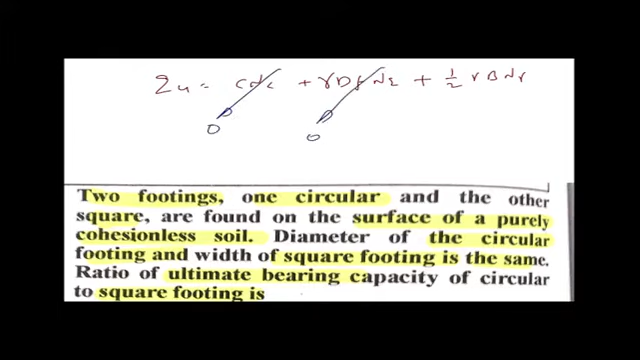 qu = cNc + γDfNq + 1/2 γBNγ
0 0
Two footings, one circular and the other
square, are found on the surface of a purely
cohesionless soil. Diameter of the circular
footing and width of square footing is the same.
Ratio of ultimate bearing capacity of circular
to square footing is